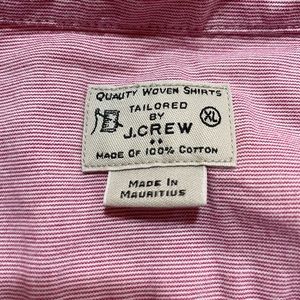 QUALITY WOVEN SHIRTS
TAILORED
BY
XL
J.CREW
MADE OF 100% COTTON
MADE IN
MAURITIUS